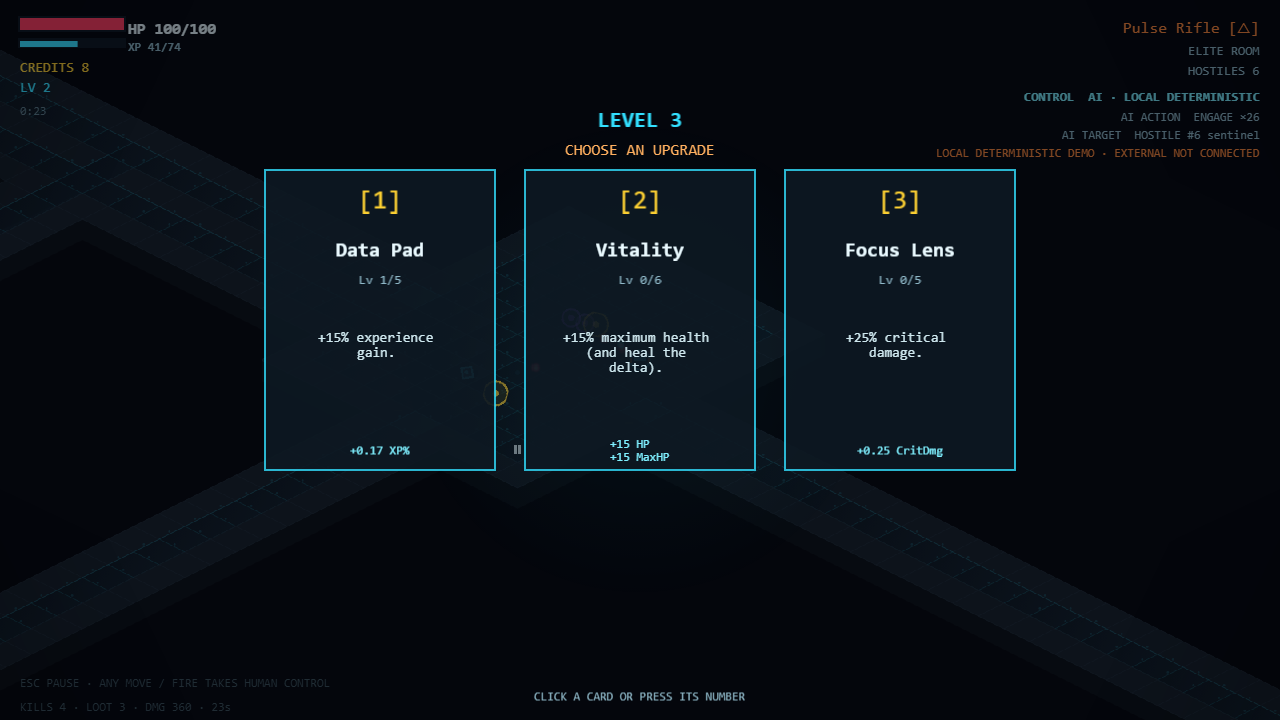 HP 100/100
XP 41/74
CREDITS 8
LV 2
0:23
Pulse Rifle [△]
ELITE ROOM
HOSTILES 6
CONTROL AI · LOCAL DETERMINISTIC
AI ACTION ENGAGE ×26
AI TARGET HOSTILE #6 sentinel
LOCAL DETERMINISTIC DEMO · EXTERNAL NOT CONNECTED
LEVEL 3
CHOOSE AN UPGRADE
[1]
Data Pad
Lv 1/5
+15% experience
gain.
+0.17 XP%
[2]
Vitality
Lv 0/6
+15% maximum health
(and heal the
delta).
+15 HP
+15 MaxHP
[3]
Focus Lens
Lv 0/5
+25% critical
damage.
+0.25 CritDmg
ESC PAUSE · ANY MOVE / FIRE TAKES HUMAN CONTROL
KILLS 4 · LOOT 3 · DMG 360 · 23s
CLICK A CARD OR PRESS ITS NUMBER